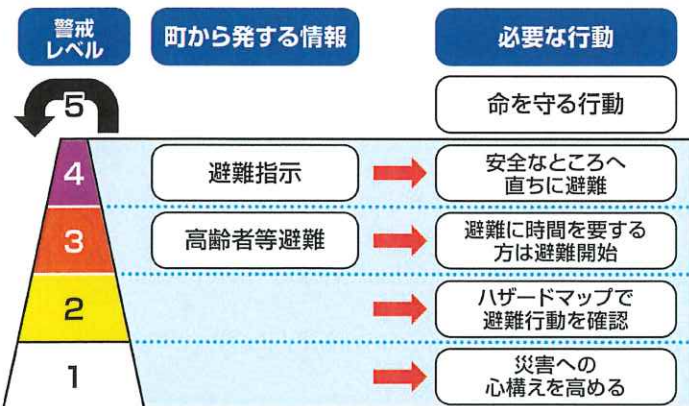 警戒
レベル
町から発する情報
必要な行動
5
命を守る行動
4
避難指示
安全なところへ
直ちに避難
3
高齢者等避難
避難に時間を要する
方は避難開始
2
ハザードマップで
避難行動を確認
1
災害への
心構えを高める